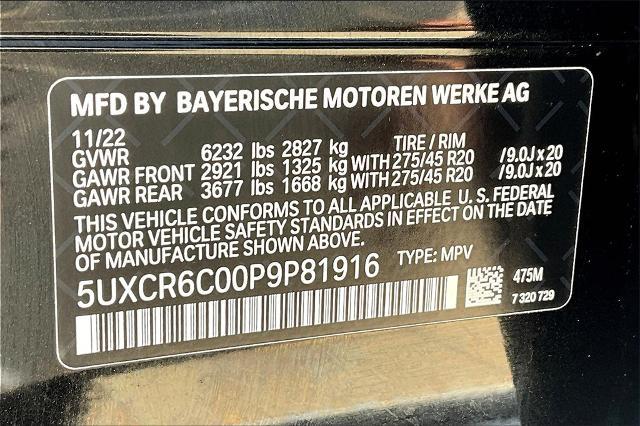 MFD BY BAYERISCHE MOTOREN WERKE AG
11/22 TIRE / RIM
GVWR 6232 lbs 2827 kg
GAWR FRONT 2921 lbs 1325 kg WITH 275/45 R20 /9.0J x 20
GAWR REAR 3677 lbs 1668 kg WITH 275/45 R20 /9.0J x 20
THIS VEHICLE CONFORMS TO ALL APPLICABLE U. S. FEDERAL
MOTOR VEHICLE SAFETY STANDARDS IN EFFECT ON THE DATE
OF MANUFACTURE SHOWN ABOVE.
5UXCR6C00P9P81916 TYPE: MPV
475M
7 320 729